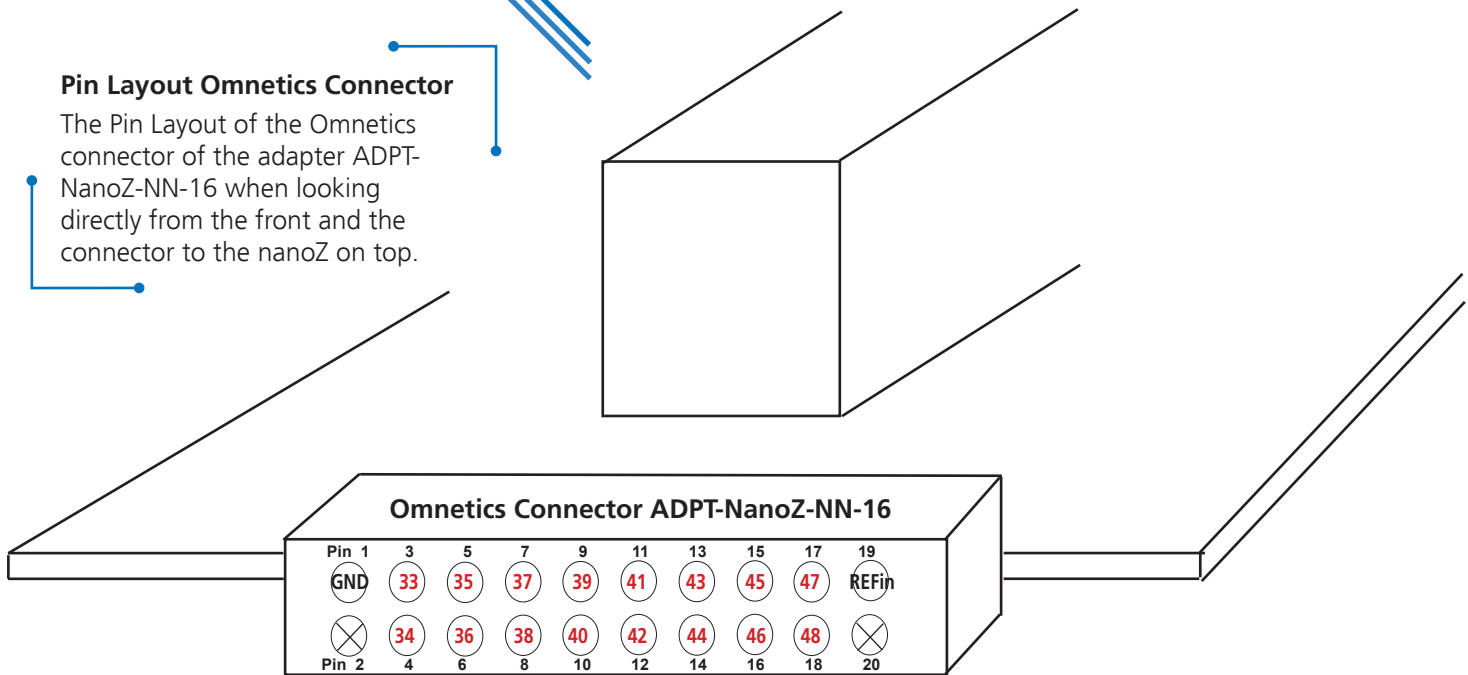 Pin Layout Omnetics Connector
The Pin Layout of the Omnetics
connector of the adapter ADPT-
NanoZ-NN-16 when looking
directly from the front and the
connector to the nanoZ on top.
Omnetics Connector ADPT-NanoZ-NN-16
Pin 1 3 5 7 9 11 13 15 17 19
GND 33 35 37 39 41 43 45 47 REFin
34 36 38 40 42 44 46 48
Pin 2 4 6 8 10 12 14 16 18 20